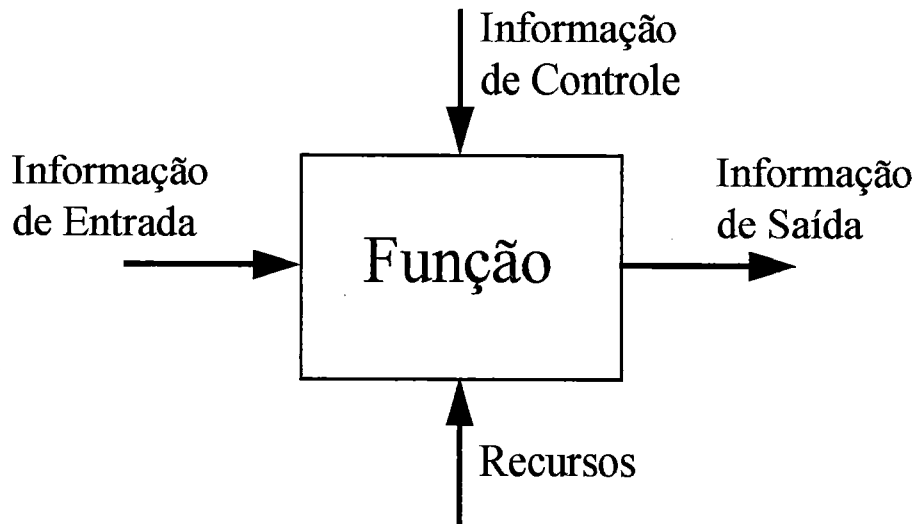 Informação
de Controle
Informação
de Entrada
Função
Informação
de Saída
Recursos